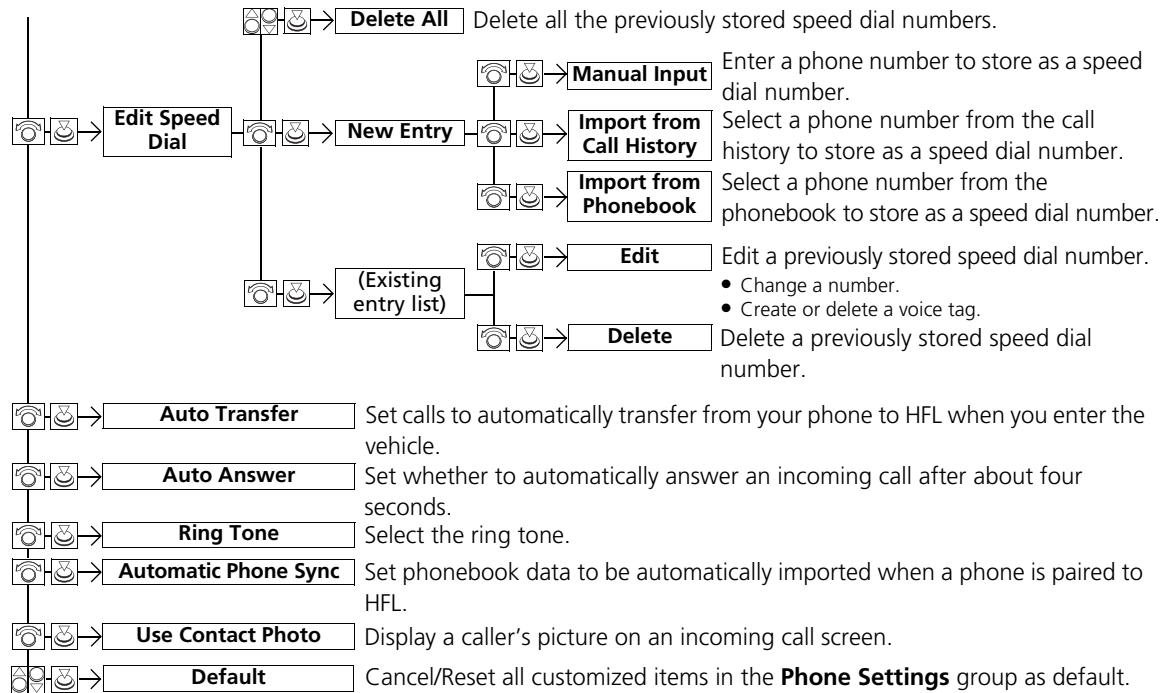 Delete All Delete all the previously stored speed dial numbers.
Manual Input Enter a phone number to store as a speed
dial number.
Edit Speed
Dial
New Entry
Import from
Call History
Select a phone number from the call
history to store as a speed dial number.
Import from
Phonebook
Select a phone number from the
phonebook to store as a speed dial number.
(Existing
entry list)
Edit Edit a previously stored speed dial number.
● Change a number.
● Create or delete a voice tag.
Delete Delete a previously stored speed dial
number.
Auto Transfer Set calls to automatically transfer from your phone to HFL when you enter the
vehicle.
Auto Answer Set whether to automatically answer an incoming call after about four
seconds.
Ring Tone Select the ring tone.
Automatic Phone Sync Set phonebook data to be automatically imported when a phone is paired to
HFL.
Use Contact Photo Display a caller’s picture on an incoming call screen.
Default Cancel/Reset all customized items in the Phone Settings group as default.